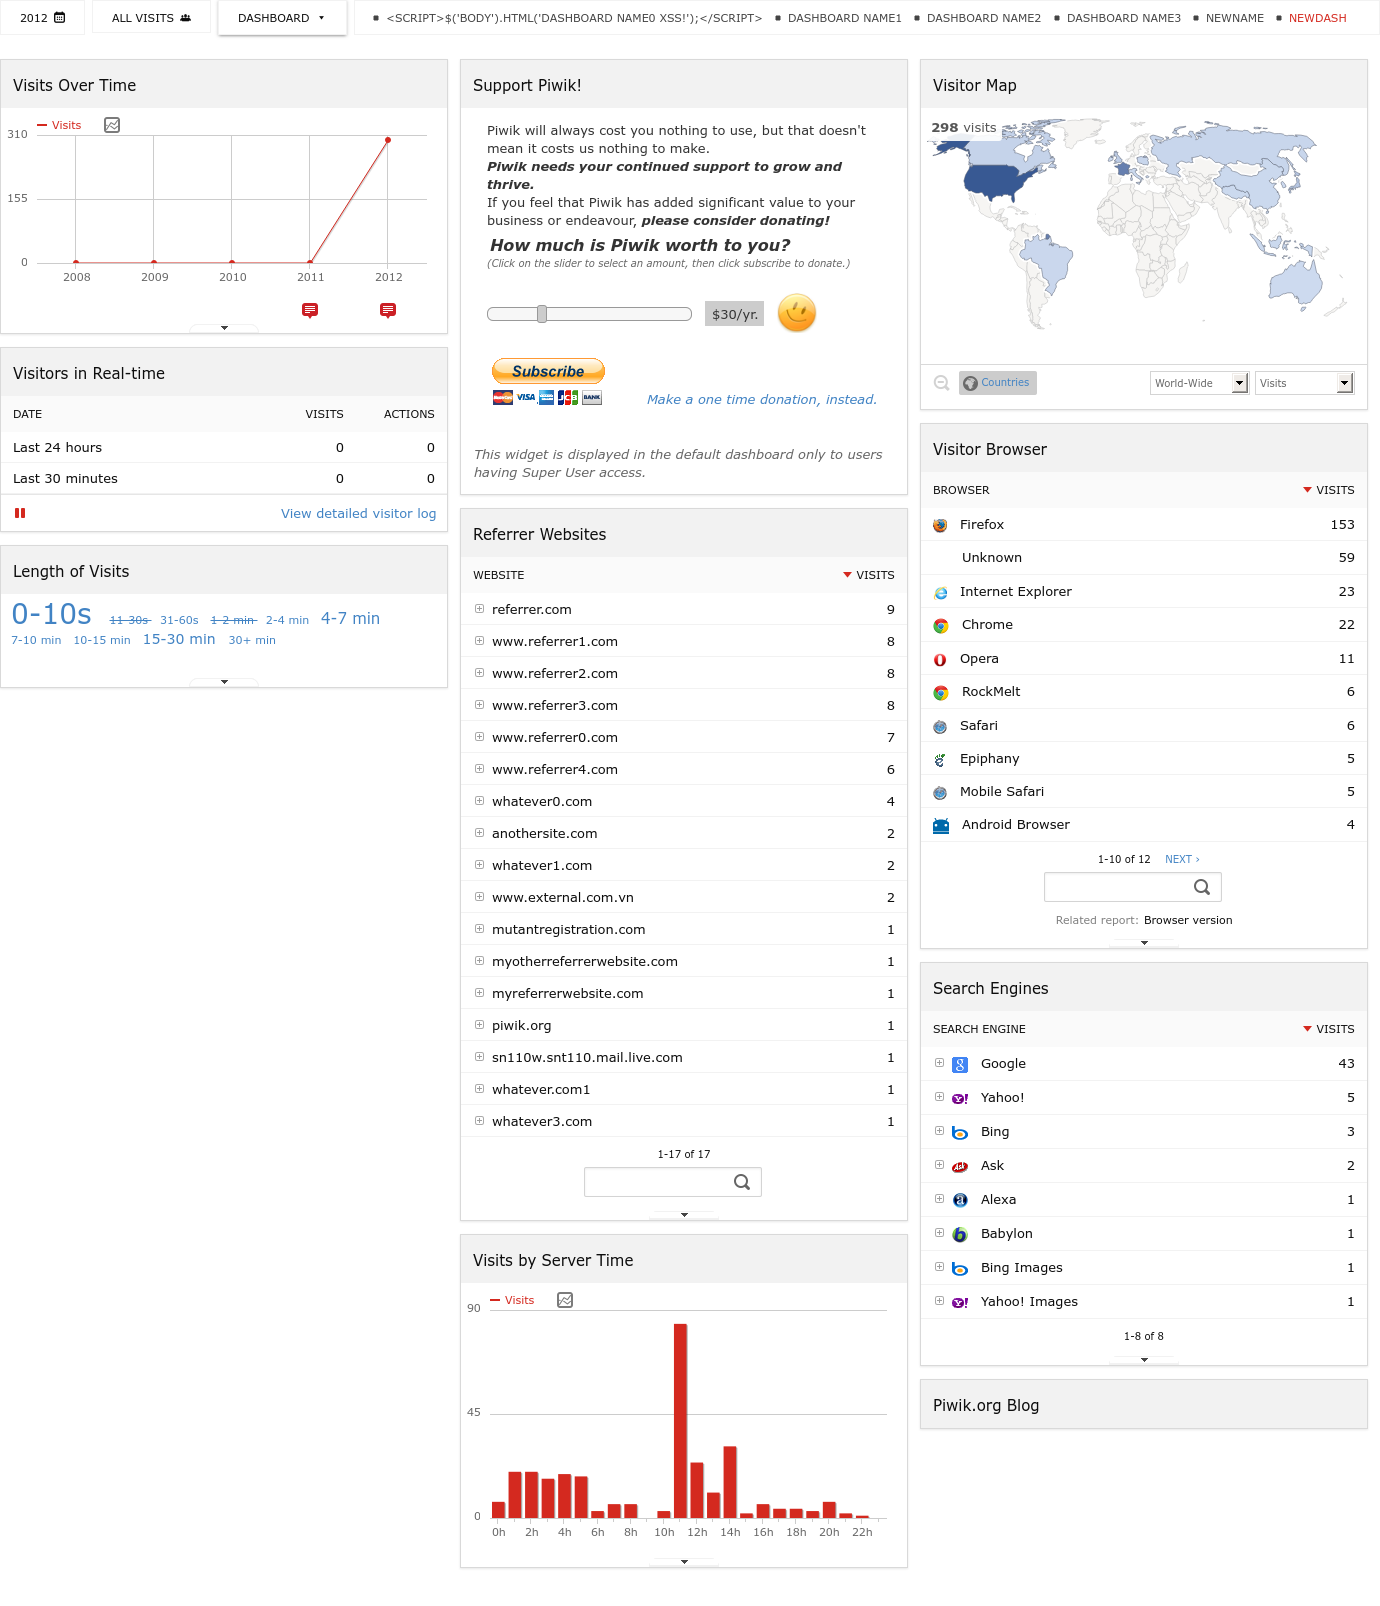 2012
ALL VISITS
DASHBOARD
<SCRIPT>$('BODY').HTML('DASHBOARD NAME0 XSS!');</SCRIPT>
DASHBOARD NAME1
DASHBOARD NAME2
DASHBOARD NAME3
NEWNAME
NEWDASH
Visits Over Time
Visits
310
155
0
2008 2009 2010 2011 2012
Visitors in Real-time
DATE VISITS ACTIONS
Last 24 hours 0 0
Last 30 minutes 0 0
View detailed visitor log
Length of Visits
0-10s 11-30s 31-60s 1-2 min 2-4 min 4-7 min
7-10 min 10-15 min 15-30 min 30+ min
Support Piwik!
Piwik will always cost you nothing to use, but that doesn't
mean it costs us nothing to make.
Piwik needs your continued support to grow and
thrive.
If you feel that Piwik has added significant value to your
business or endeavour, please consider donating!
How much is Piwik worth to you?
(Click on the slider to select an amount, then click subscribe to donate.)
$30/yr.
Subscribe
VISA JCB BANK
Make a one time donation, instead.
This widget is displayed in the default dashboard only to users
having Super User access.
Referrer Websites
WEBSITE VISITS
referrer.com 9
www.referrer1.com 8
www.referrer2.com 8
www.referrer3.com 8
www.referrer0.com 7
www.referrer4.com 6
whatever0.com 4
anothersite.com 2
whatever1.com 2
www.external.com.vn 2
mutantregistration.com 1
myotherreferrerwebsite.com 1
myreferrerwebsite.com 1
piwik.org 1
sn110w.snt110.mail.live.com 1
whatever.com1 1
whatever3.com 1
1-17 of 17
Visits by Server Time
Visits
90
45
0
0h 2h 4h 6h 8h 10h 12h 14h 16h 18h 20h 22h
Visitor Map
298 visits
Countries
World-Wide
Visits
Visitor Browser
BROWSER VISITS
Firefox 153
Unknown 59
Internet Explorer 23
Chrome 22
Opera 11
RockMelt 6
Safari 6
Epiphany 5
Mobile Safari 5
Android Browser 4
1-10 of 12 NEXT ›
Related report: Browser version
Search Engines
SEARCH ENGINE VISITS
Google 43
Yahoo! 5
Bing 3
Ask 2
Alexa 1
Babylon 1
Bing Images 1
Yahoo! Images 1
1-8 of 8
Piwik.org Blog